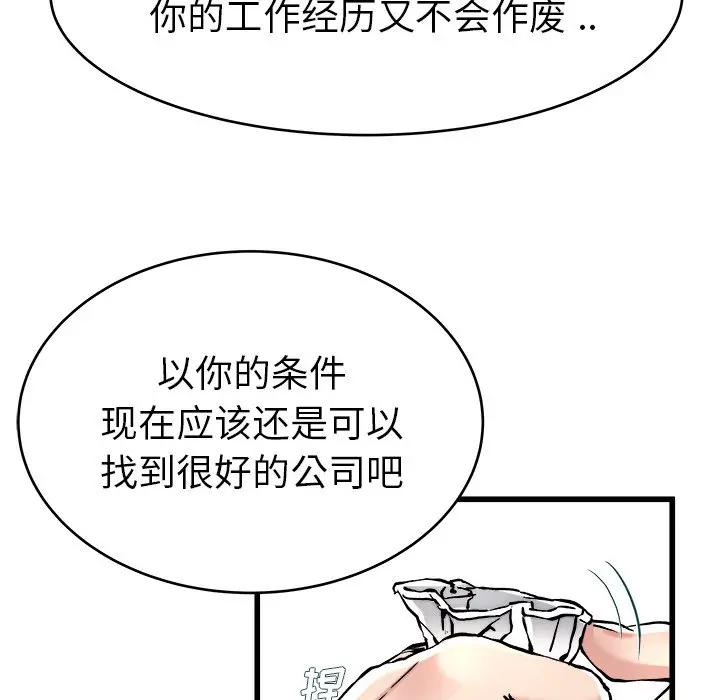 你的工作经历又不会作废 ..
以你的条件
现在应该还是可以
找到很好的公司吧
捏